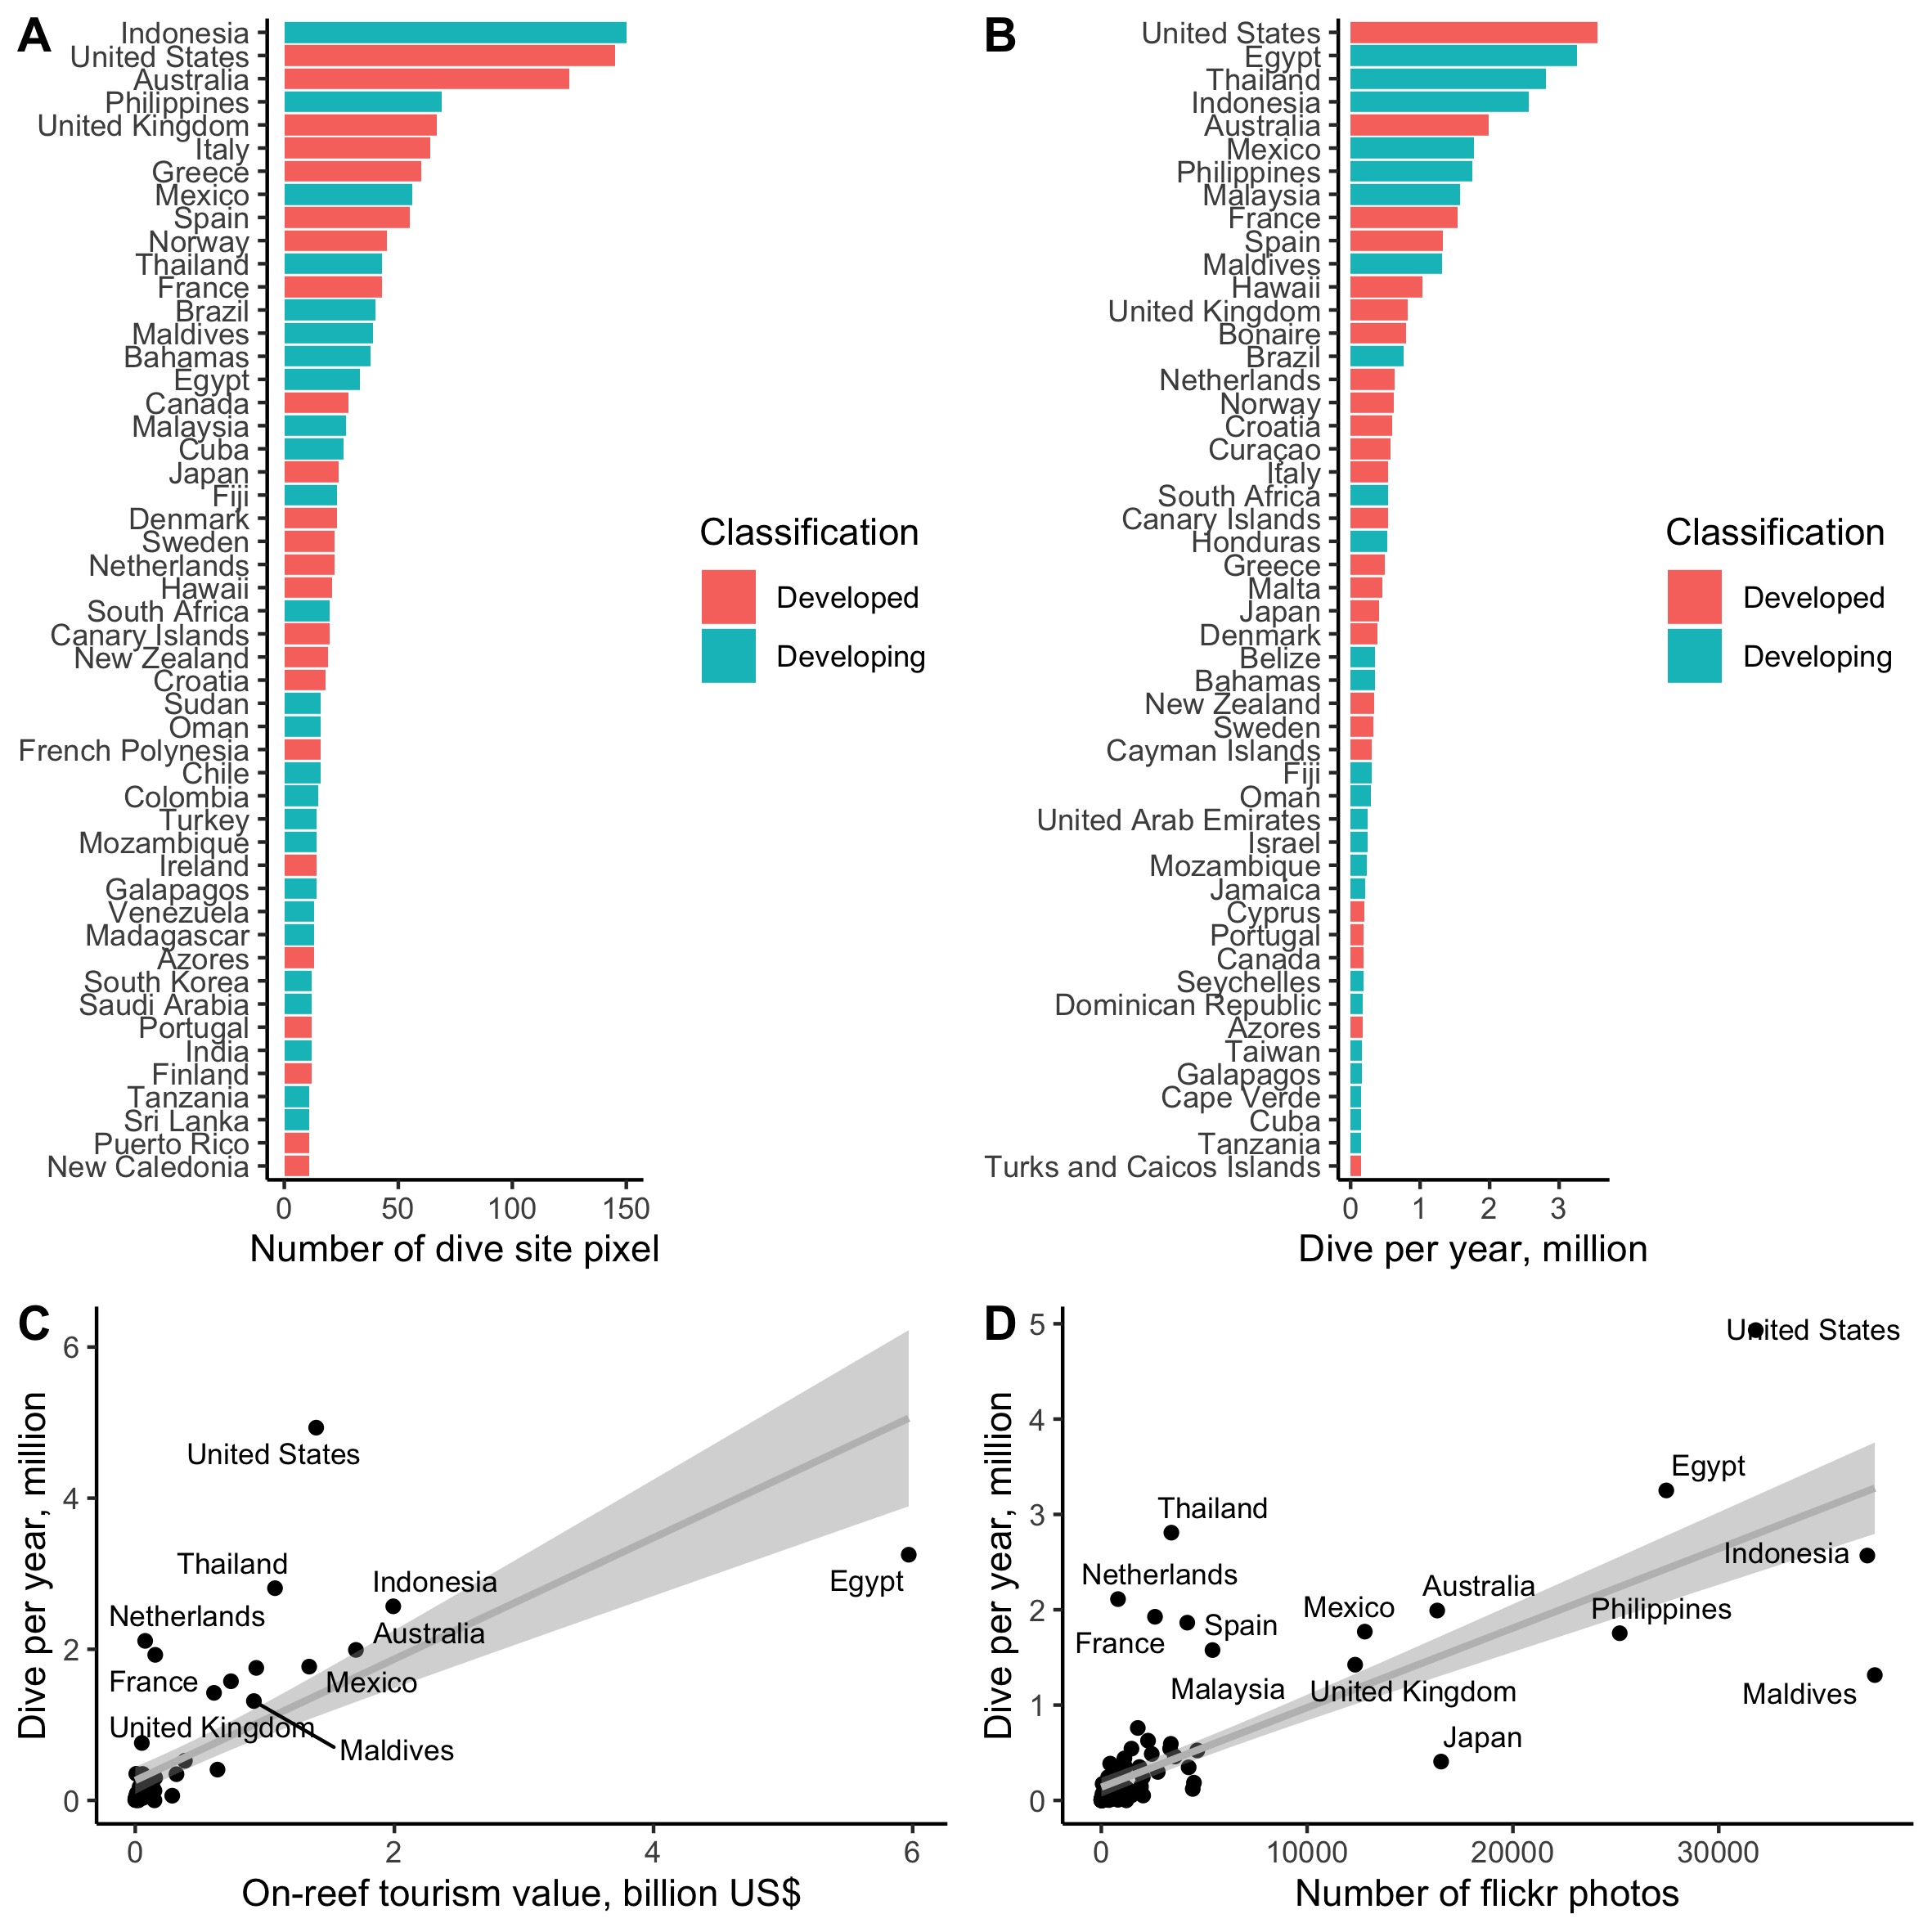 A
Indonesia
United States
Australia
Philippines
United Kingdom
Italy
Greece
Mexico
Spain
Norway
Thailand
France
Brazil
Maldives
Bahamas
Egypt
Canada
Malaysia
Cuba
Japan
Fiji
Denmark
Sweden
Netherlands
Hawaii
South Africa
Canary Islands
New Zealand
Croatia
Sudan
Oman
French Polynesia
Chile
Colombia
Turkey
Mozambique
Ireland
Galapagos
Venezuela
Madagascar
Azores
South Korea
Saudi Arabia
Portugal
India
Finland
Tanzania
Sri Lanka
Puerto Rico
New Caledonia
0 50 100 150
Number of dive site pixel
Classification
Developed
Developing
B
United States
Egypt
Thailand
Indonesia
Australia
Mexico
Philippines
Malaysia
France
Spain
Maldives
Hawaii
United Kingdom
Bonaire
Brazil
Netherlands
Norway
Croatia
Curaçao
Italy
South Africa
Canary Islands
Honduras
Greece
Malta
Japan
Denmark
Belize
Bahamas
New Zealand
Sweden
Cayman Islands
Fiji
Oman
United Arab Emirates
Israel
Mozambique
Jamaica
Cyprus
Portugal
Canada
Seychelles
Dominican Republic
Azores
Taiwan
Galapagos
Cape Verde
Cuba
Tanzania
Turks and Caicos Islands
0 1 2 3
Dive per year, million
Classification
Developed
Developing
C
Dive per year, million
6
4
2
0
United States
Thailand
Indonesia
Egypt
Netherlands
Australia
France
Mexico
United Kingdom
Maldives
0 2 4 6
On-reef tourism value, billion US$
D
Dive per year, million
5
4
3
2
1
0
United States
Egypt
Thailand
Indonesia
Netherlands
Australia
Mexico
Philippines
Spain
France
Malaysia
United Kingdom
Maldives
Japan
0 10000 20000 30000
Number of flickr photos